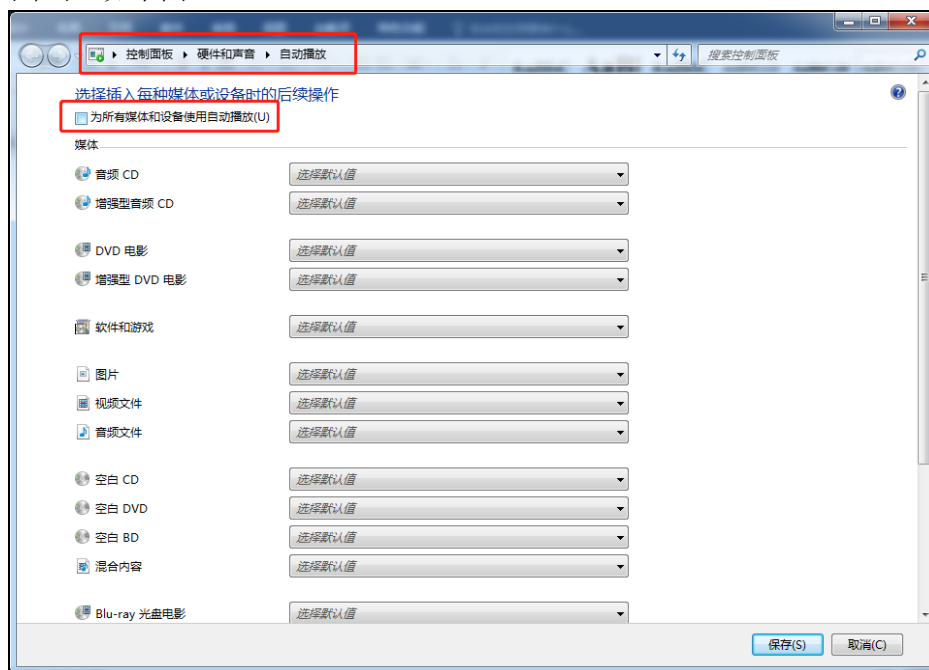 控制面板 硬件和声音 自动播放 搜索控制面板
选择插入每种媒体或设备时的后续操作
为所有媒体和设备使用自动播放(U)
媒体
音频 CD 选择默认值
增强型音频 CD 选择默认值
DVD 电影 选择默认值
增强型 DVD 电影 选择默认值
软件和游戏 选择默认值
图片 选择默认值
视频文件 选择默认值
音频文件 选择默认值
空白 CD 选择默认值
空白 DVD 选择默认值
空白 BD 选择默认值
混合内容 选择默认值
Blu-ray 光盘电影 选择默认值
保存(S) 取消(C)